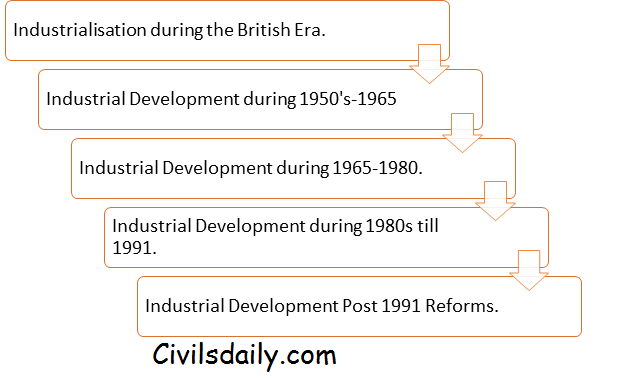 Industrialisation during the British Era.
Industrial Development during 1950's-1965
Industrial Development during 1965-1980.
Industrial Development during 1980s till
1991.
Industrial Development Post 1991 Reforms.
Civilsdaily.com